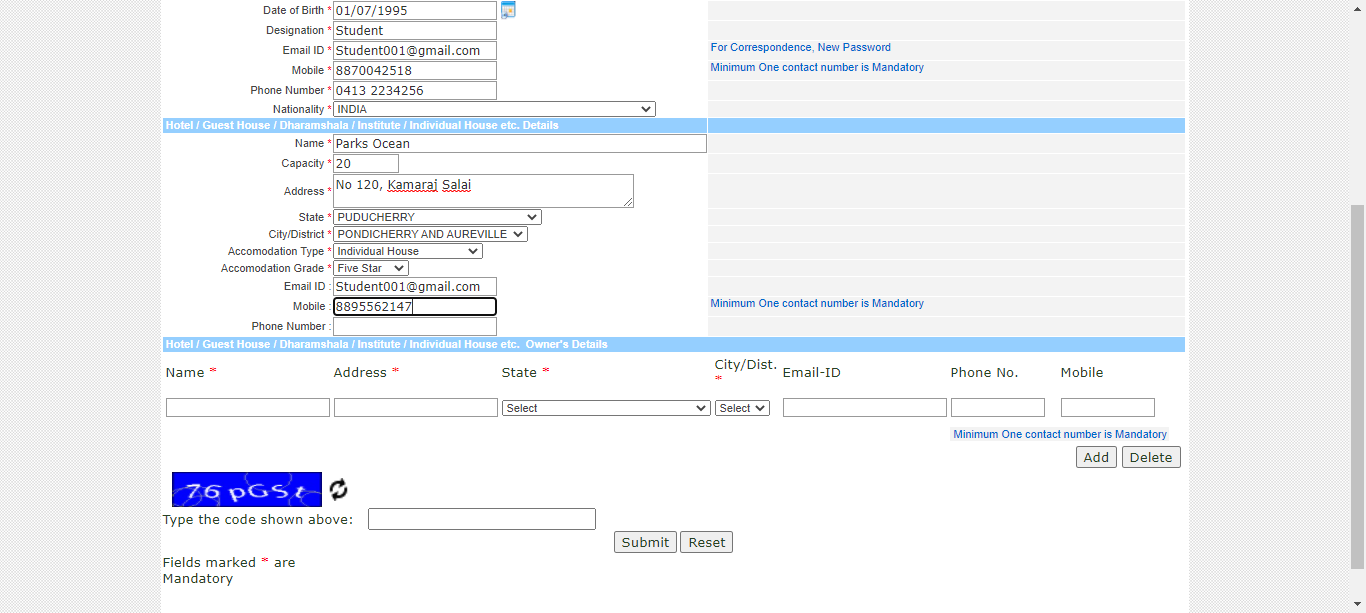 Date of Birth * 01/07/1995
Designation * Student
Email ID * Student001@gmail.com For Correspondence, New Password
Mobile * 8870042518 Minimum One contact number is Mandatory
Phone Number * 0413 2234256
Nationality * INDIA
Hotel / Guest House / Dharamshala / Institute / Individual House etc. Details
Name * Parks Ocean
Capacity * 20
Address * No 120, Kamaraj Salai
State * PUDUCHERRY
City/District * PONDICHERRY AND AUREVILLE
Accomodation Type * Individual House
Accomodation Grade * Five Star
Email ID : Student001@gmail.com
Mobile : 8895562147 Minimum One contact number is Mandatory
Phone Number :
Hotel / Guest House / Dharamshala / Institute / Individual House etc. Owner's Details
Name * Address * State * City/Dist. * Email-ID Phone No. Mobile
Select Select
Minimum One contact number is Mandatory
Add Delete
76 pGSt
Type the code shown above:
Submit Reset
Fields marked * are
Mandatory